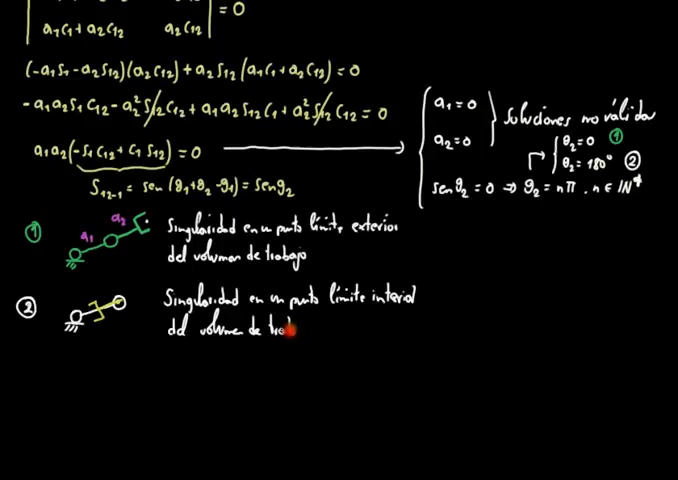 = 0
a₁c₁ + a₂c₁₂ a₂c₁₂
(-a₁s₁ - a₂s₁₂)(a₂c₁₂) + a₂s₁₂(a₁c₁ + a₂c₁₂) = 0
-a₁a₂s₁c₁₂ - a₂²s₁₂c₁₂ + a₁a₂s₁₂c₁ + a₂²s₁₂c₁₂ = 0
a₁a₂(-s₁c₁₂ + c₁s₁₂) = 0
S₁₂₋₁ = sen(θ₁+θ₂-θ₁) = senθ₂
a₁ = 0
a₂ = 0
soluciones no válidas
θ₂ = 0 ①
θ₂ = 180° ②
senθ₂ = 0 ⇒ θ₂ = nπ . n ∈ IN⁺
① a₁ a₂ Singularidad en un punto límite exterior
del volumen de trabajo
② Singularidad en un punto límite interior
del volumen de trab